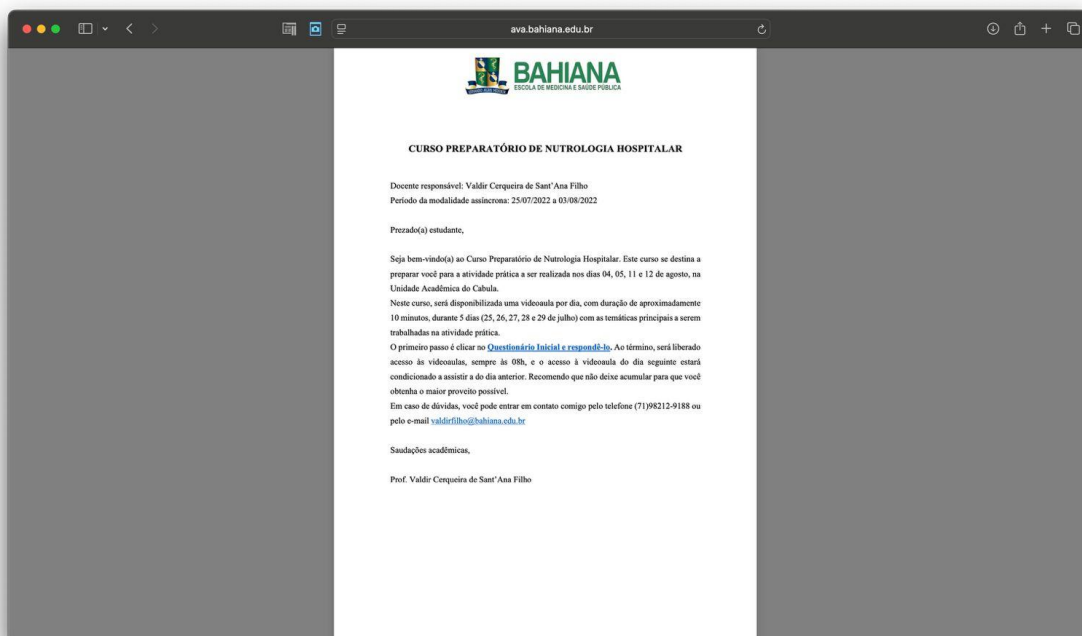 ava.bahiana.edu.br
BAHIANA
ESCOLA DE MEDICINA E SAÚDE PÚBLICA
CURSO PREPARATÓRIO DE NUTROLOGIA HOSPITALAR
Docente responsável: Valdir Cerqueira de Sant’Ana Filho
Período da modalidade assíncrona: 25/07/2022 a 03/08/2022
Prezado(a) estudante,
Seja bem-vindo(a) ao Curso Preparatório de Nutrologia Hospitalar. Este curso se destina a
preparar você para a atividade prática a ser realizada nos dias 04, 05, 11 e 12 de agosto, na
Unidade Acadêmica do Cabula.
Neste curso, será disponibilizada uma videoaula por dia, com duração de aproximadamente
10 minutos, durante 5 dias (25, 26, 27, 28 e 29 de julho) com as temáticas principais a serem
trabalhadas na atividade prática.
O primeiro passo é clicar no Questionário Inicial e respondê-lo. Ao término, será liberado
acesso às videoaulas, sempre às 08h, e o acesso à videoaula do dia seguinte estará
condicionado a assistir a do dia anterior. Recomendo que não deixe acumular para que você
obtenha o maior proveito possível.
Em caso de dúvidas, você pode entrar em contato comigo pelo telefone (71)98212-9188 ou
pelo e-mail valdirfilho@bahiana.edu.br
Saudações acadêmicas,
Prof. Valdir Cerqueira de Sant’Ana Filho